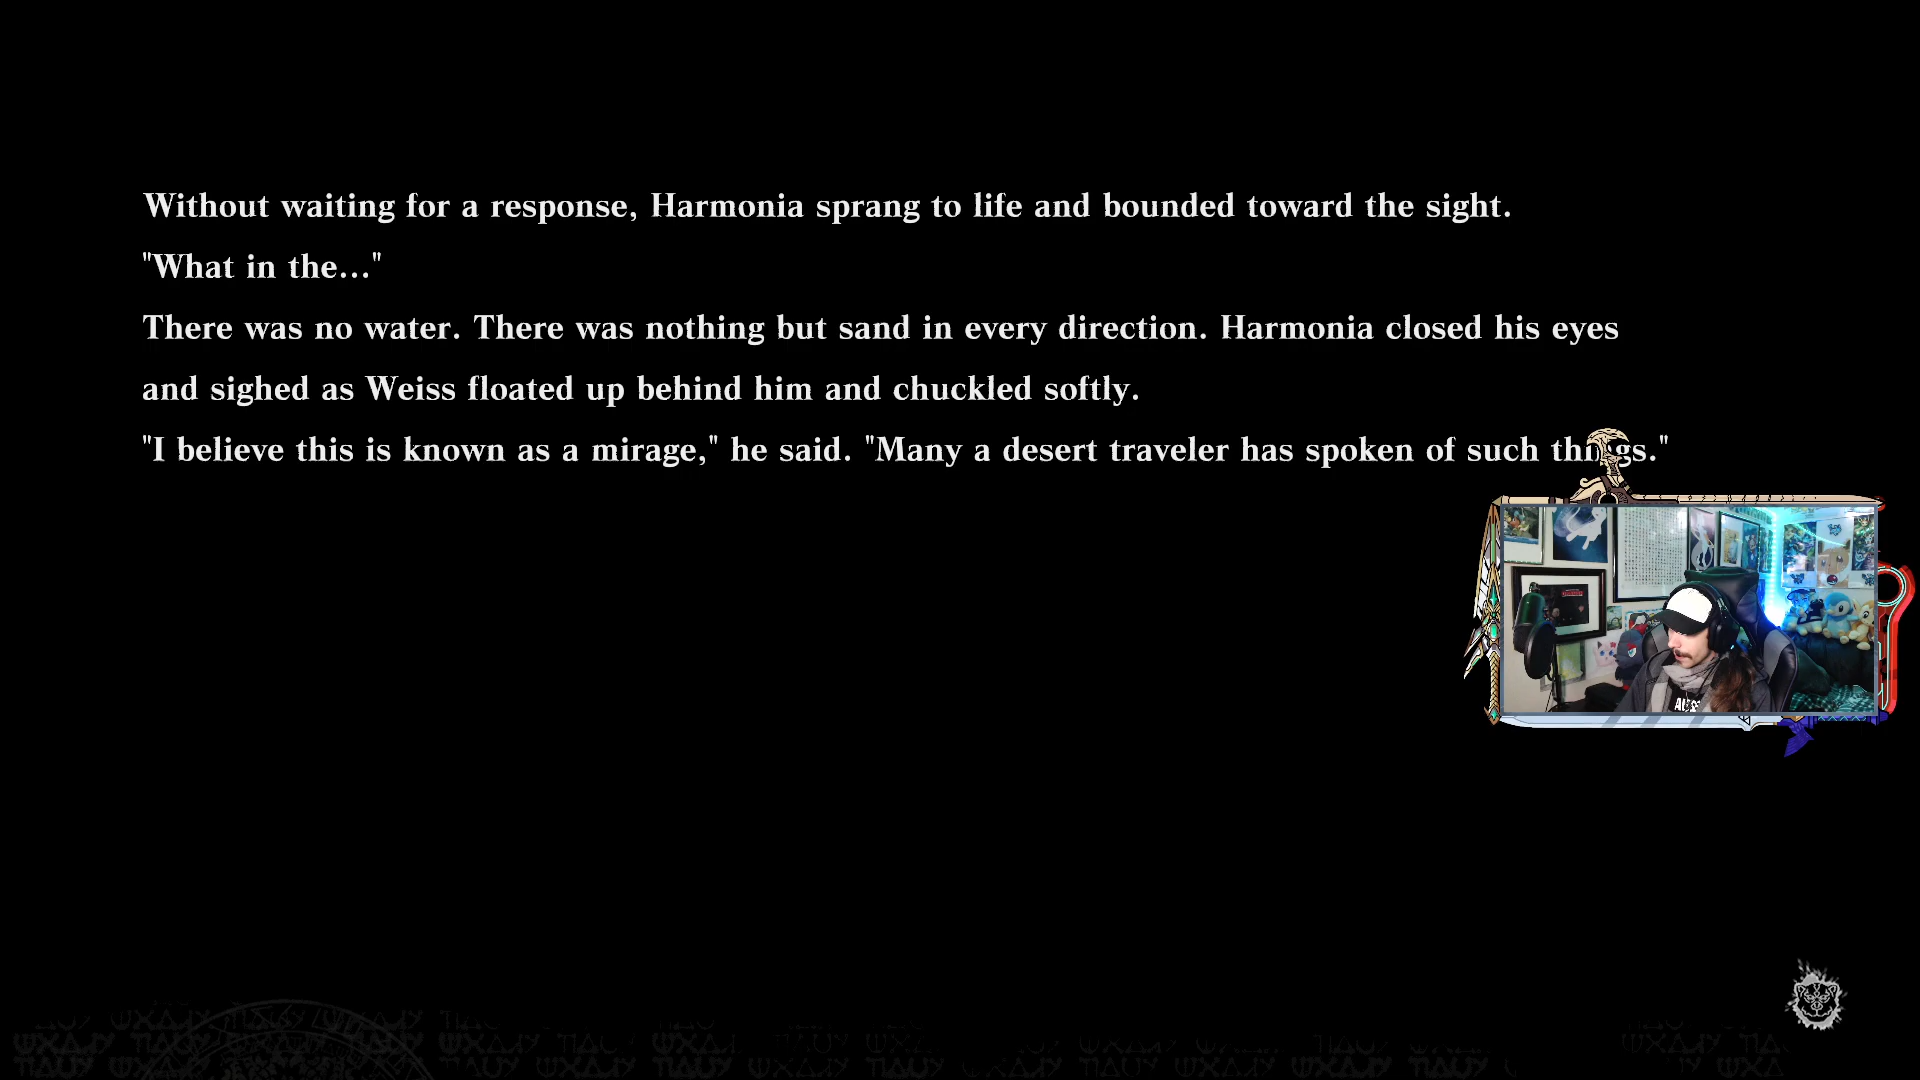 Without waiting for a response, Harmonia sprang to life and bounded toward the sight.
"What in the..."
There was no water. There was nothing but sand in every direction. Harmonia closed his eyes
and sighed as Weiss floated up behind him and chuckled softly.
"I believe this is known as a mirage," he said. "Many a desert traveler has spoken of such things."